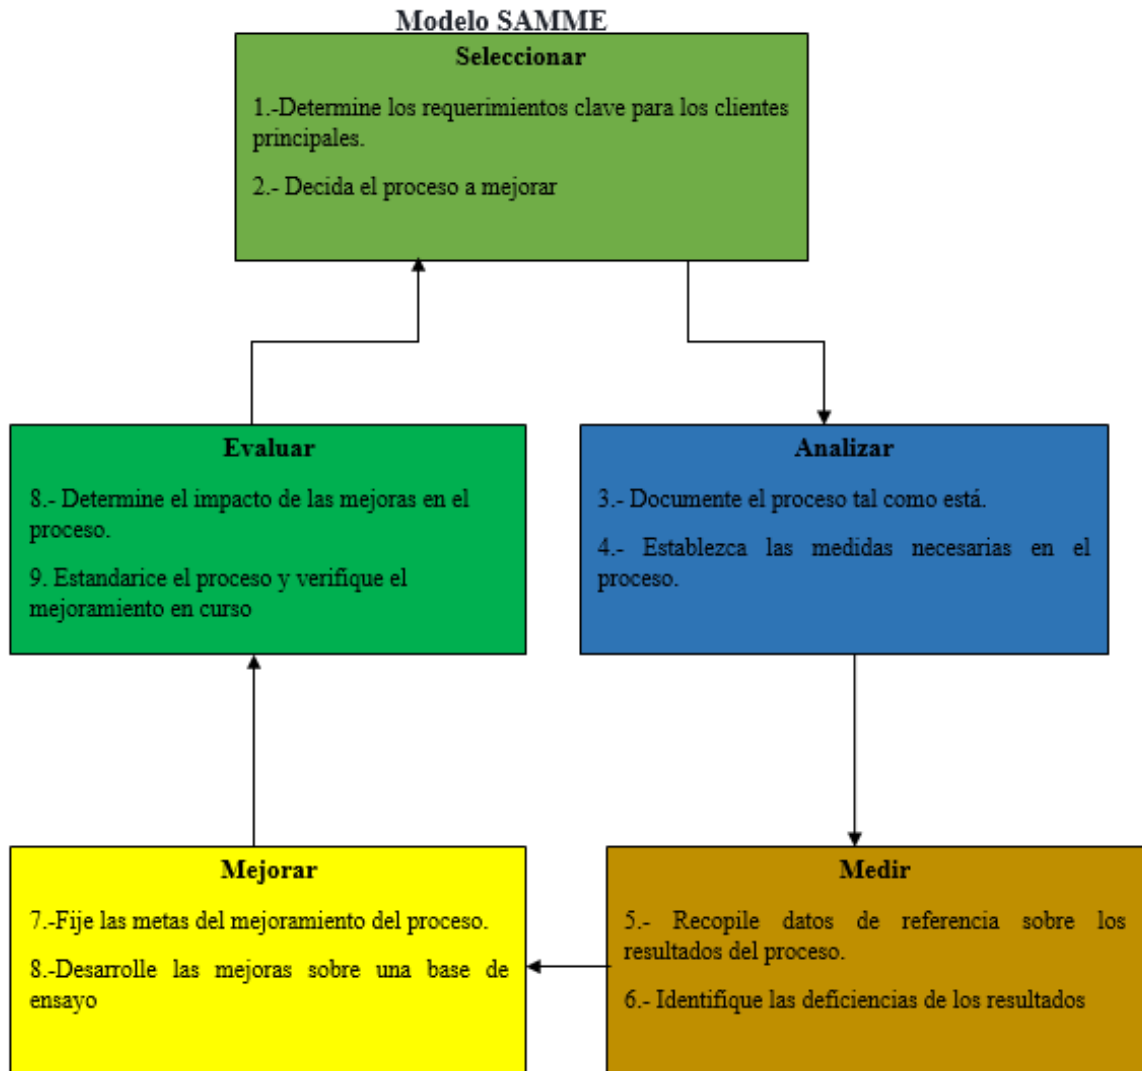 Modelo SAMME
Seleccionar
1.-Determine los requerimientos clave para los clientes
principales.
2.- Decida el proceso a mejorar
Evaluar
8.- Determine el impacto de las mejoras en el
proceso.
9. Estandarice el proceso y verifique el
mejoramiento en curso
Analizar
3.- Documente el proceso tal como está.
4.- Establezca las medidas necesarias en el
proceso.
Mejorar
7.-Fije las metas del mejoramiento del proceso.
8.-Desarrolle las mejoras sobre una base de
ensayo
Medir
5.- Recopile datos de referencia sobre los
resultados del proceso.
6.- Identifique las deficiencias de los resultados